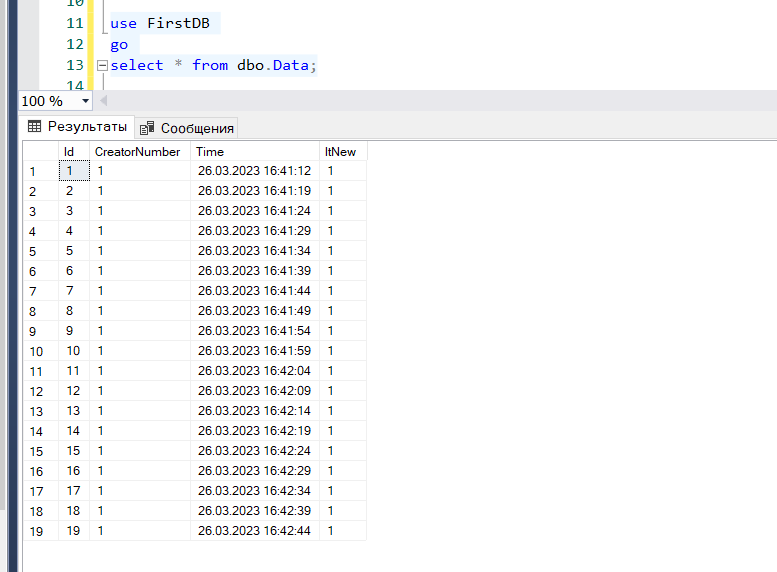 10
11 use FirstDB
12 go
13 select * from dbo.Data;
14
100 %
Результаты Сообщения
Id CreatorNumber Time ItNew
1 1 1 26.03.2023 16:41:12 1
2 2 1 26.03.2023 16:41:19 1
3 3 1 26.03.2023 16:41:24 1
4 4 1 26.03.2023 16:41:29 1
5 5 1 26.03.2023 16:41:34 1
6 6 1 26.03.2023 16:41:39 1
7 7 1 26.03.2023 16:41:44 1
8 8 1 26.03.2023 16:41:49 1
9 9 1 26.03.2023 16:41:54 1
10 10 1 26.03.2023 16:41:59 1
11 11 1 26.03.2023 16:42:04 1
12 12 1 26.03.2023 16:42:09 1
13 13 1 26.03.2023 16:42:14 1
14 14 1 26.03.2023 16:42:19 1
15 15 1 26.03.2023 16:42:24 1
16 16 1 26.03.2023 16:42:29 1
17 17 1 26.03.2023 16:42:34 1
18 18 1 26.03.2023 16:42:39 1
19 19 1 26.03.2023 16:42:44 1